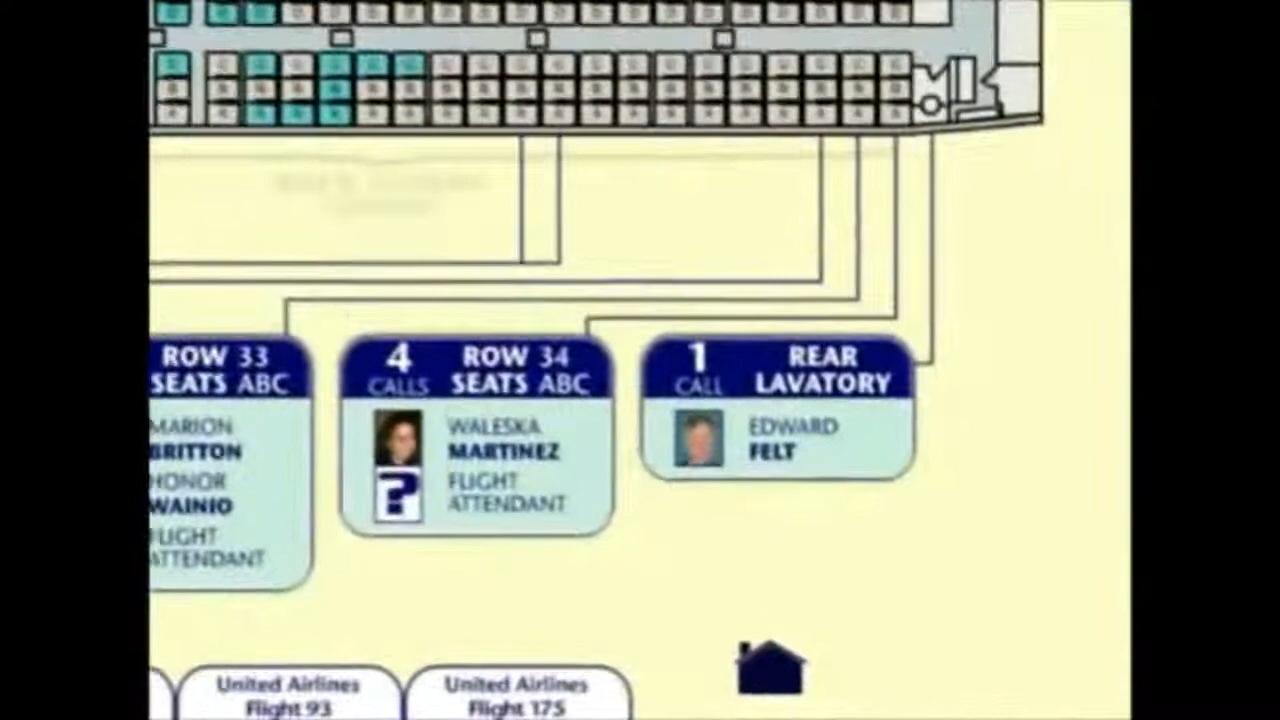 ROW 33
SEATS ABC
MARION
BRITTON
HONOR
WAINIO
FLIGHT
ATTENDANT
4
CALLS
ROW 34
SEATS ABC
WALESKA
MARTINEZ
?
FLIGHT
ATTENDANT
1
CALL
REAR
LAVATORY
EDWARD
FELT
United Airlines
Flight 93
United Airlines
Flight 175